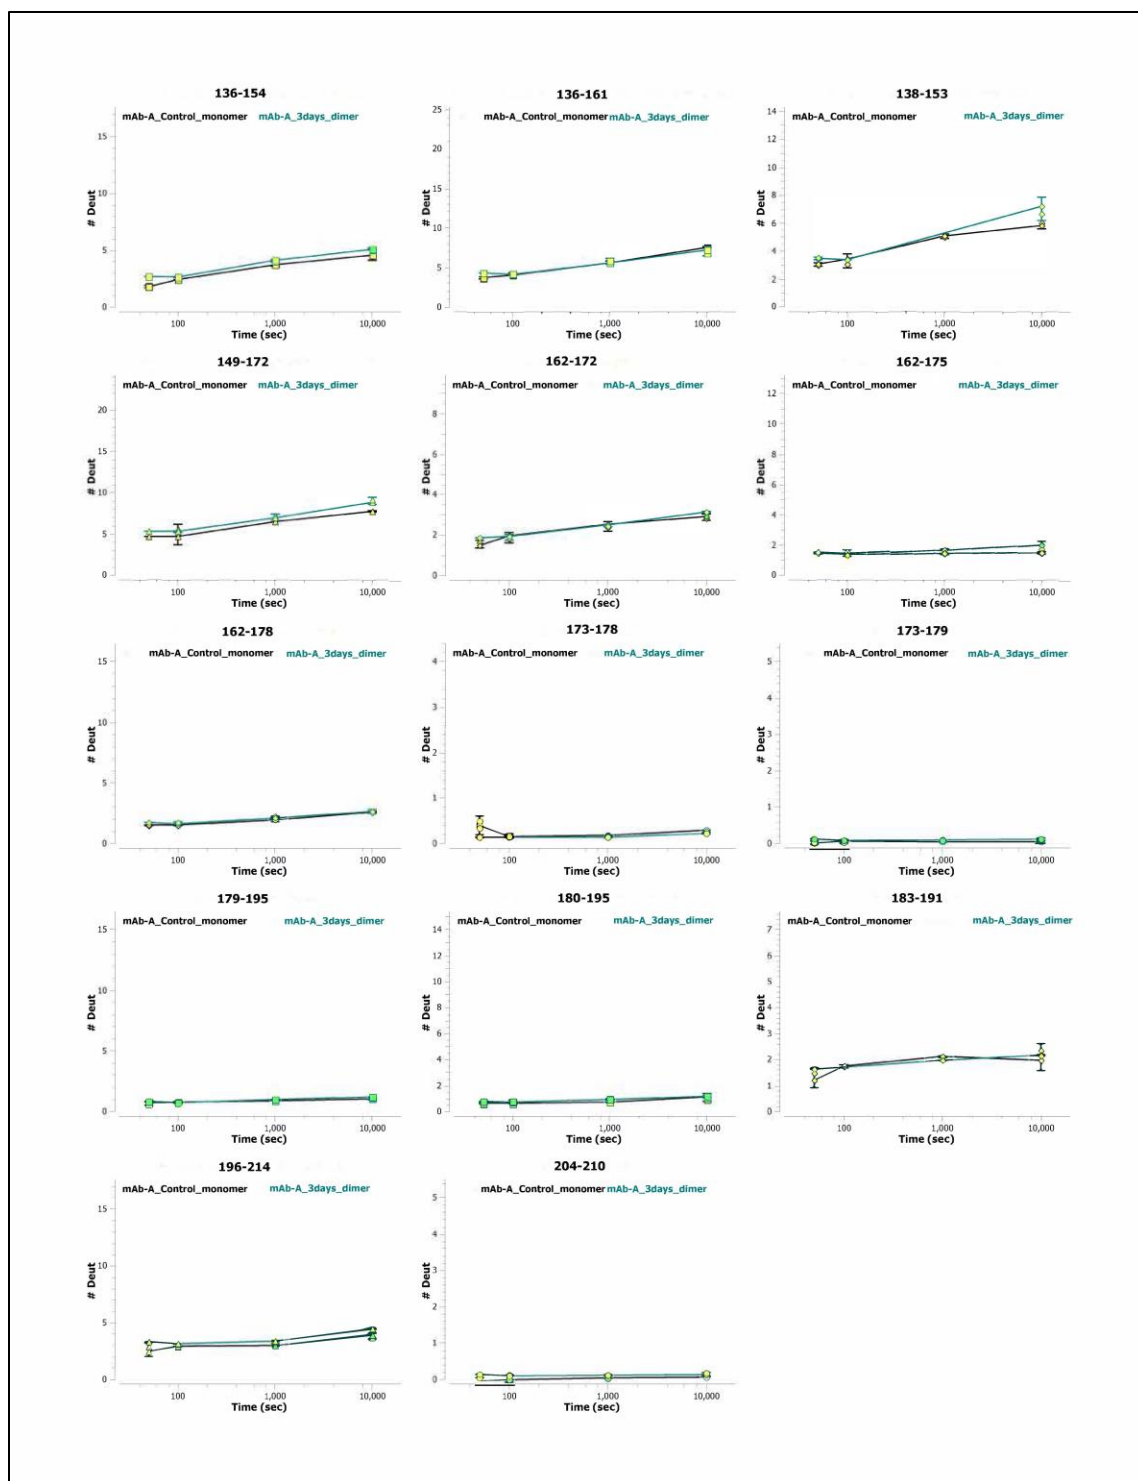 136-154
mAb-A_Control_monomer mAb-A_3days_dimer
15
10
5
0
# Deut
100 1,000 10,000
Time (sec)
136-161
mAb-A_Control_monomer mAb-A_3days_dimer
25
20
15
10
5
0
# Deut
100 1,000 10,000
Time (sec)
138-153
mAb-A_Control_monomer mAb-A_3days_dimer
14
12
10
8
6
4
2
0
# Deut
100 1,000 10,000
Time (sec)
149-172
mAb-A_Control_monomer mAb-A_3days_dimer
20
15
10
5
0
# Deut
100 1,000 10,000
Time (sec)
162-172
mAb-A_Control_monomer mAb-A_3days_dimer
8
6
4
2
0
# Deut
100 1,000 10,000
Time (sec)
162-175
mAb-A_Control_monomer mAb-A_3days_dimer
12
10
8
6
4
2
0
# Deut
100 1,000 10,000
Time (sec)
162-178
mAb-A_Control_monomer mAb-A_3days_dimer
15
10
5
0
# Deut
100 1,000 10,000
Time (sec)
173-178
mAb-A_Control_monomer mAb-A_3days_dimer
4
3
2
1
0
# Deut
100 1,000 10,000
Time (sec)
173-179
mAb-A_Control_monomer mAb-A_3days_dimer
5
4
3
2
1
0
# Deut
100 1,000 10,000
Time (sec)
179-195
mAb-A_Control_monomer mAb-A_3days_dimer
15
10
5
0
# Deut
100 1,000 10,000
Time (sec)
180-195
mAb-A_Control_monomer mAb-A_3days_dimer
14
12
10
8
6
4
2
0
# Deut
100 1,000 10,000
Time (sec)
183-191
mAb-A_Control_monomer mAb-A_3days_dimer
7
6
5
4
3
2
1
0
# Deut
100 1,000 10,000
Time (sec)
196-214
mAb-A_Control_monomer mAb-A_3days_dimer
15
10
5
0
# Deut
100 1,000 10,000
Time (sec)
204-210
mAb-A_Control_monomer mAb-A_3days_dimer
5
4
3
2
1
0
# Deut
100 1,000 10,000
Time (sec)